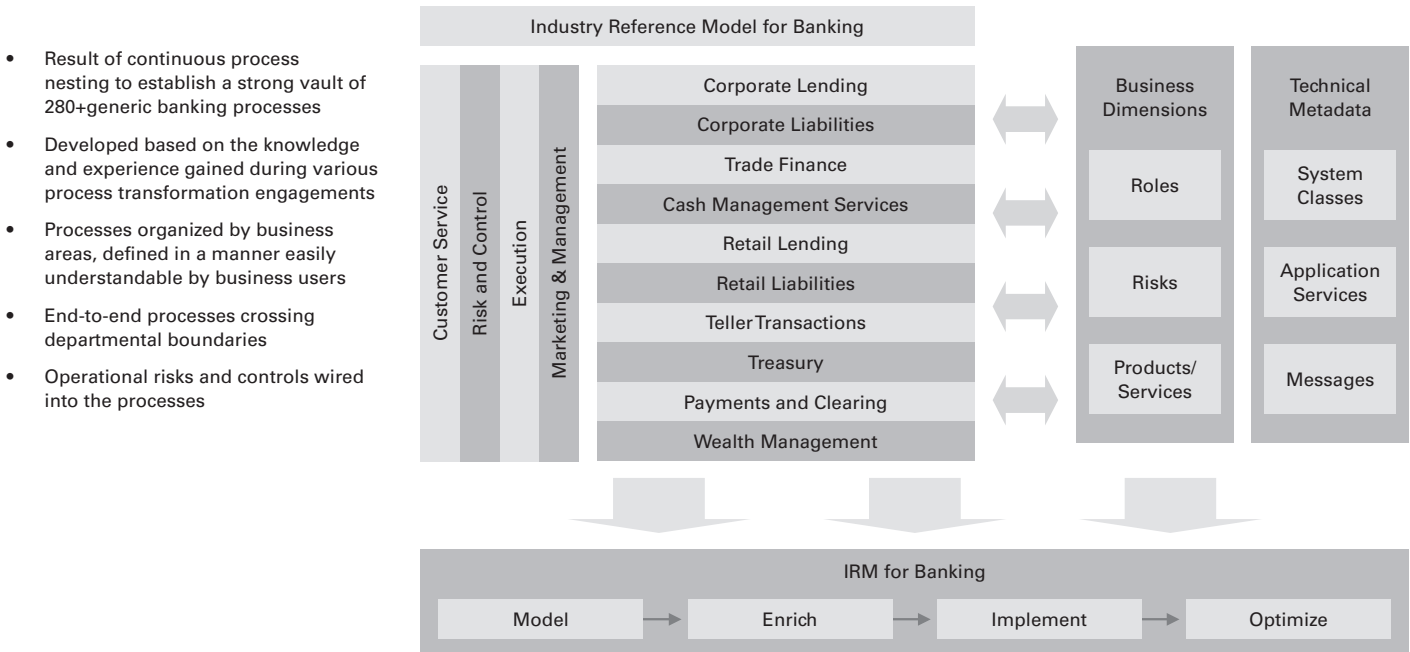 • Result of continuous process
nesting to establish a strong vault of
280+generic banking processes
• Developed based on the knowledge
and experience gained during various
process transformation engagements
• Processes organized by business
areas, defined in a manner easily
understandable by business users
• End-to-end processes crossing
departmental boundaries
• Operational risks and controls wired
into the processes
Industry Reference Model for Banking
Customer Service
Risk and Control
Execution
Marketing & Management
Corporate Lending
Corporate Liabilities
Trade Finance
Cash Management Services
Retail Lending
Retail Liabilities
Teller Transactions
Treasury
Payments and Clearing
Wealth Management
Business
Dimensions
Roles
Risks
Products/
Services
Technical
Metadata
System
Classes
Application
Services
Messages
IRM for Banking
Model
Enrich
Implement
Optimize